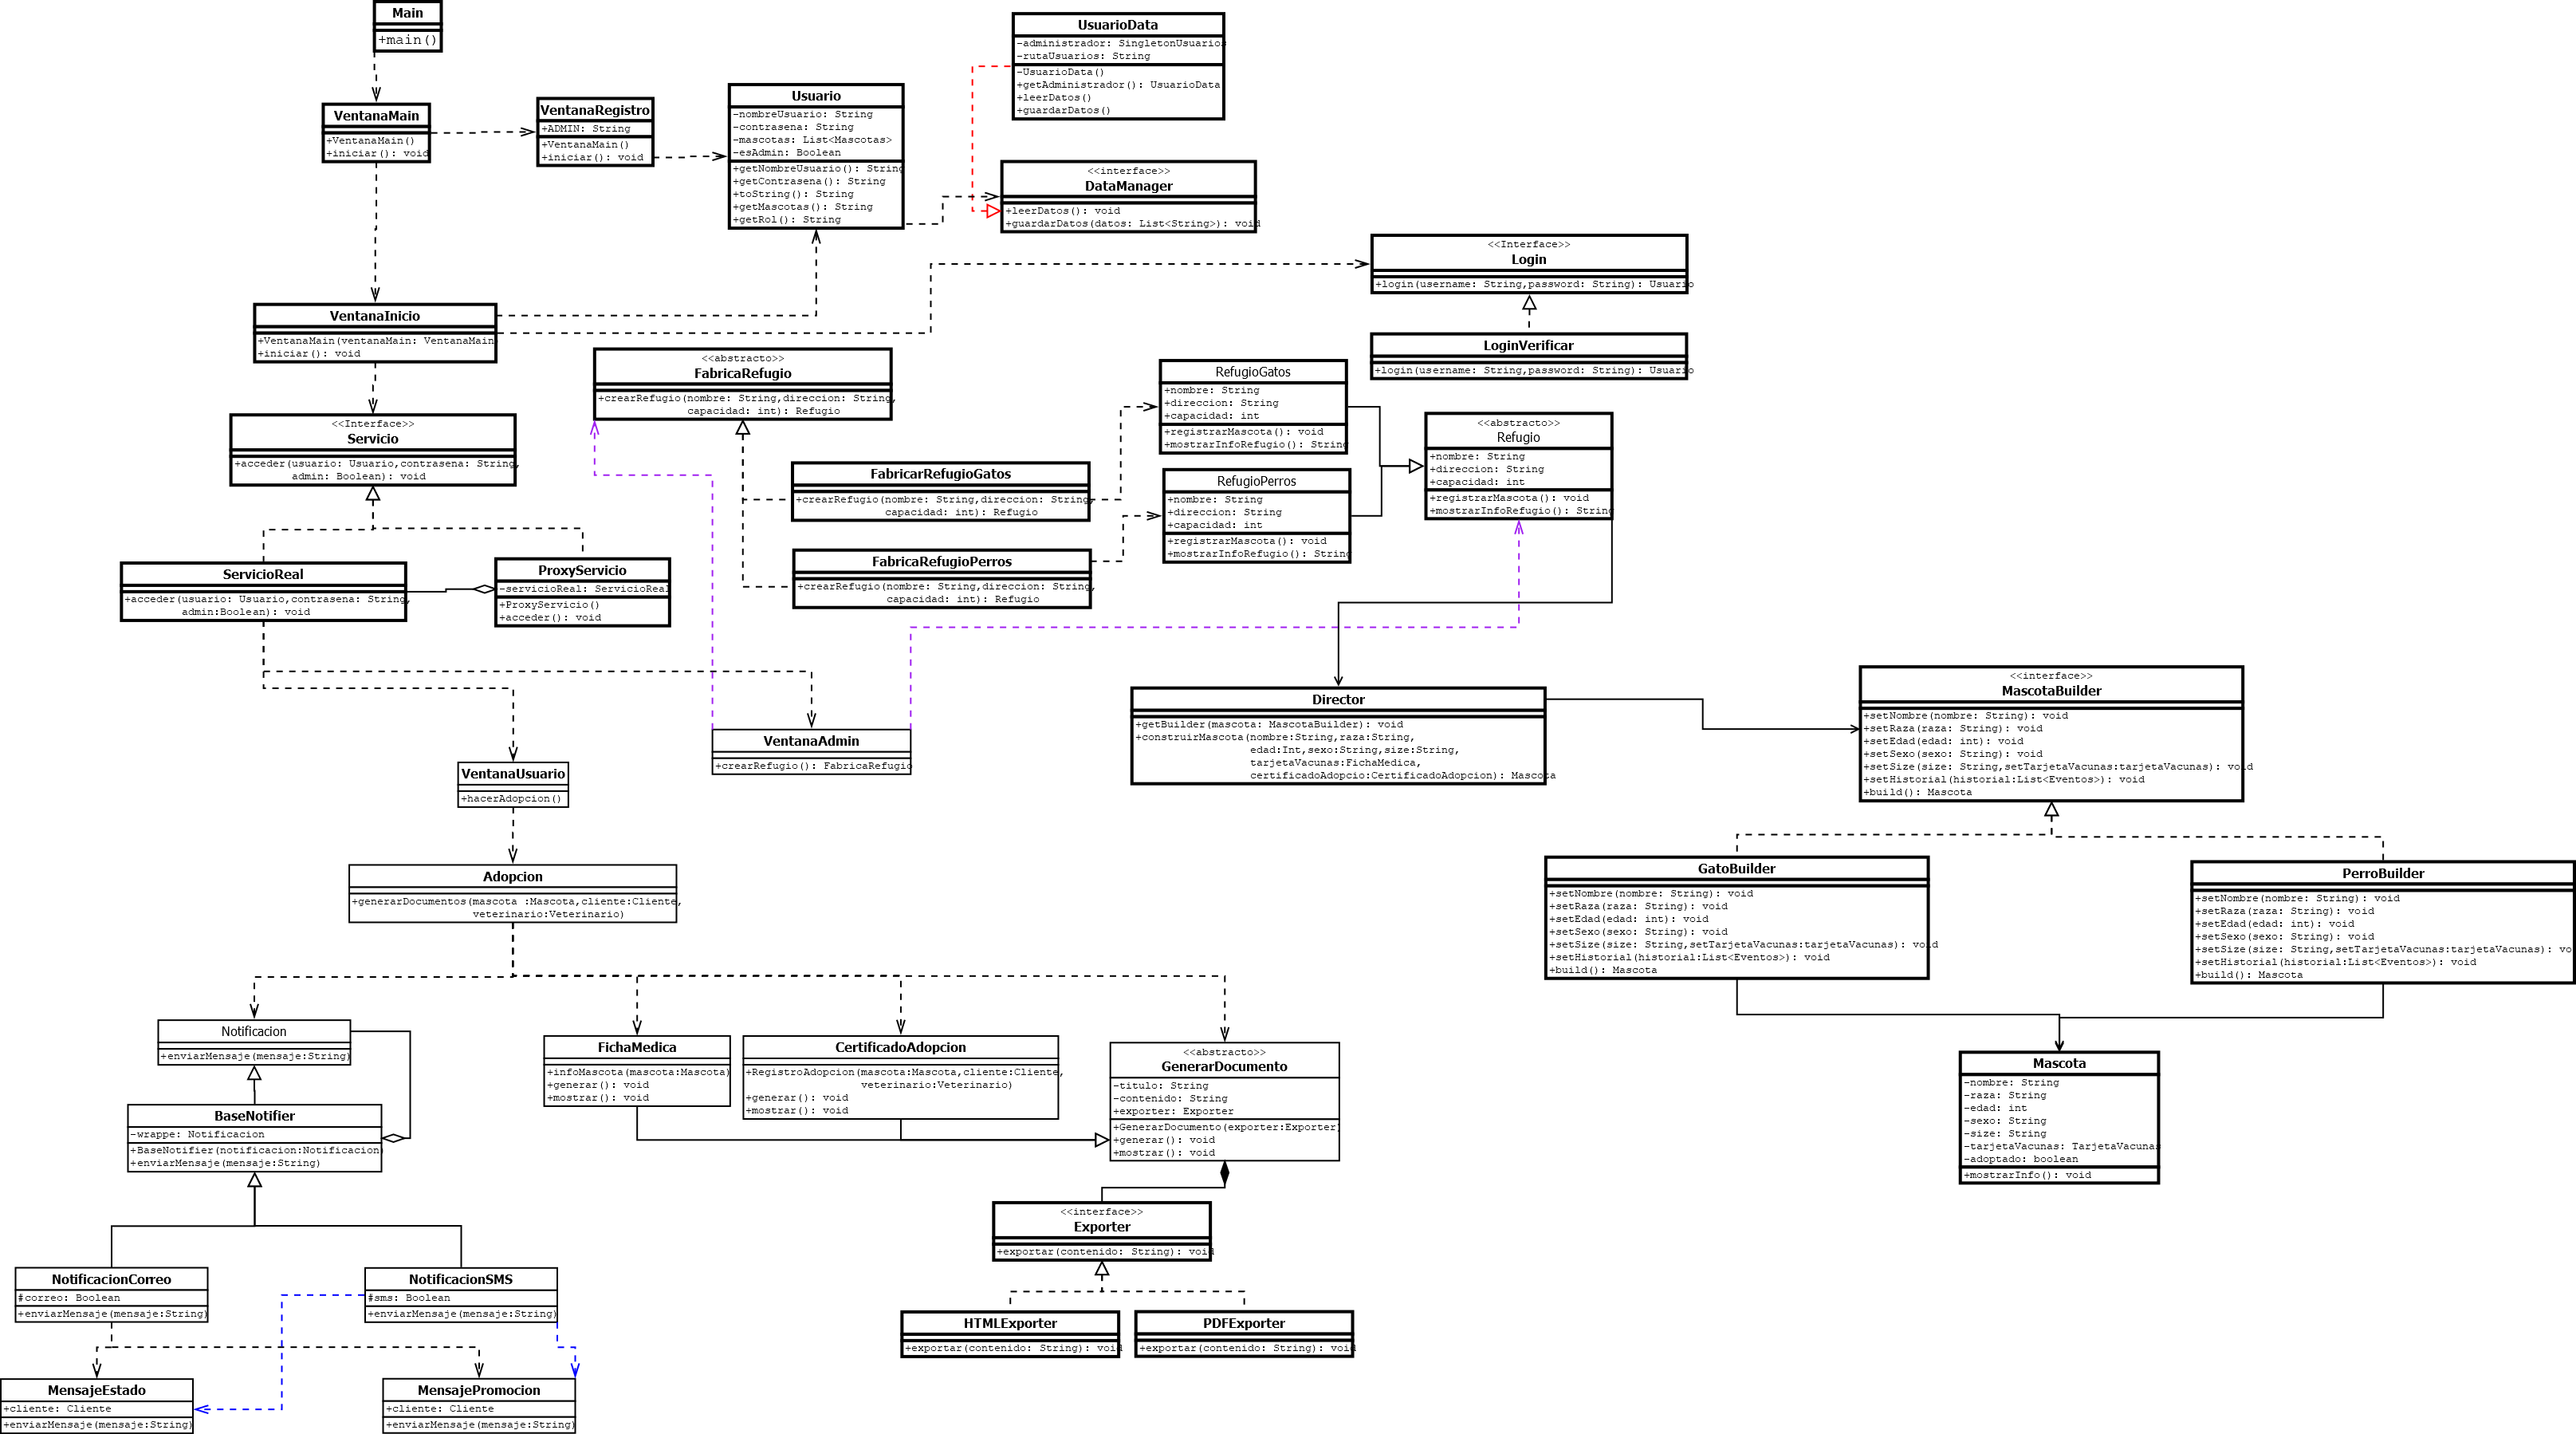 Main
+main()
VentanaMain
+VentanaMain()
+iniciar(): void
VentanaRegistro
+ADMIN: String
+VentanaMain()
+iniciar(): void
Usuario
-nombreUsuario: String
-contrasena: String
-mascotas: List<Mascotas>
-esAdmin: Boolean
+getNombreUsuario(): String
+getContrasena(): String
+toString(): String
+getMascotas(): String
+getRol(): String
UsuarioData
-administrador: SingletonUsuarios
-rutaUsuarios: String
-UsuarioData()
+getAdministrador(): UsuarioData
+leerDatos()
+guardarDatos()
<<interface>>
DataManager
+leerDatos(): void
+guardarDatos(datos: List<String>): void
<<Interface>>
Login
+login(username: String,password: String): Usuario
LoginVerificar
+login(username: String,password: String): Usuario
VentanaInicio
+VentanaMain(ventanaMain: VentanaMain
+iniciar(): void
<<Interface>>
Servicio
+acceder(usuario: Usuario,contrasena: String,
admin: Boolean): void
ServicioReal
+acceder(usuario: Usuario,contrasena: String,
admin:Boolean): void
ProxyServicio
-servicioReal: ServicioReal
+ProxyServicio()
+acceder(): void
<<abstracto>>
FabricaRefugio
+crearRefugio(nombre: String,direccion: String,
capacidad: int): Refugio
FabricarRefugioGatos
+crearRefugio(nombre: String,direccion: String,
capacidad: int): Refugio
FabricaRefugioPerros
+crearRefugio(nombre: String,direccion: String,
capacidad: int): Refugio
RefugioGatos
+nombre: String
+direccion: String
+capacidad: int
+registrarMascota(): void
+mostrarInfoRefugio(): String
RefugioPerros
+nombre: String
+direccion: String
+capacidad: int
+registrarMascota(): void
+mostrarInfoRefugio(): String
<<abstracto>>
Refugio
+nombre: String
+direccion: String
+capacidad: int
+registrarMascota(): void
+mostrarInfoRefugio(): String
VentanaAdmin
+crearRefugio(): FabricaRefugio
VentanaUsuario
+hacerAdopcion()
Director
+getBuilder(mascota: MascotaBuilder): void
+construirMascota(nombre:String,raza:String,
edad:Int,sexo:String,size:String,
tarjetaVacunas:FichaMedica,
certificadoAdopcio:CertificadoAdopcion): Mascota
<<interface>>
MascotaBuilder
+setNombre(nombre: String): void
+setRaza(raza: String): void
+setEdad(edad: int): void
+setSexo(sexo: String): void
+setSize(size: String,setTarjetaVacunas:tarjetaVacunas): void
+setHistorial(historial:List<Eventos>): void
+build(): Mascota
GatoBuilder
+setNombre(nombre: String): void
+setRaza(raza: String): void
+setEdad(edad: int): void
+setSexo(sexo: String): void
+setSize(size: String,setTarjetaVacunas:tarjetaVacunas): void
+setHistorial(historial:List<Eventos>): void
+build(): Mascota
PerroBuilder
+setNombre(nombre: String): void
+setRaza(raza: String): void
+setEdad(edad: int): void
+setSexo(sexo: String): void
+setSize(size: String,setTarjetaVacunas:tarjetaVacunas): vo
+setHistorial(historial:List<Eventos>): void
+build(): Mascota
Mascota
-nombre: String
-raza: String
-edad: int
-sexo: String
-size: String
-tarjetaVacunas: TarjetaVacunas
-adoptado: boolean
+mostrarInfo(): void
Adopcion
+generarDocumentos(mascota :Mascota,cliente:Cliente,
veterinario:Veterinario)
Notificacion
+enviarMensaje(mensaje:String)
BaseNotifier
-wrappe: Notificacion
+BaseNotifier(notificacion:Notificacion)
+enviarMensaje(mensaje:String)
FichaMedica
+infoMascota(mascota:Mascota)
+generar(): void
+mostrar(): void
CertificadoAdopcion
+RegistroAdopcion(mascota:Mascota,cliente:Cliente,
veterinario:Veterinario)
+generar(): void
+mostrar(): void
<<abstracto>>
GenerarDocumento
-titulo: String
-contenido: String
+exporter: Exporter
+GenerarDocumento(exporter:Exporter)
+generar(): void
+mostrar(): void
<<interface>>
Exporter
+exportar(contenido: String): void
HTMLExporter
+exportar(contenido: String): void
PDFExporter
+exportar(contenido: String): void
NotificacionCorreo
#correo: Boolean
+enviarMensaje(mensaje:String)
NotificacionSMS
#sms: Boolean
+enviarMensaje(mensaje:String)
MensajeEstado
+cliente: Cliente
+enviarMensaje(mensaje:String)
MensajePromocion
+cliente: Cliente
+enviarMensaje(mensaje:String)